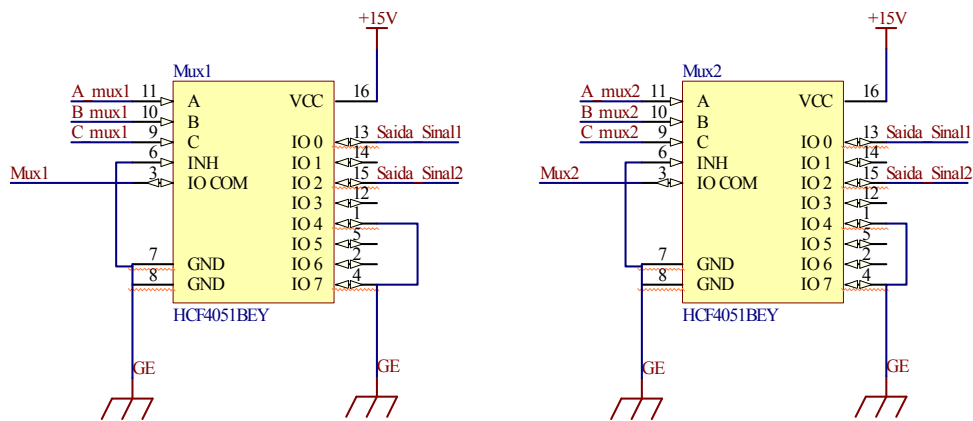 +15V
Mux1
A_mux1 11 A VCC 16
B_mux1 10 B
C_mux1 9 C IO 0 13 Saida_Sinal1
6 INH IO 1 14
Mux1 3 IO COM IO 2 15 Saida_Sinal2
IO 3 12
IO 4 1
IO 5 5
7 GND IO 6 2
8 GND IO 7 4
HCF4051BEY
GE GE
+15V
Mux2
A_mux2 11 A VCC 16
B_mux2 10 B
C_mux2 9 C IO 0 13 Saida_Sinal1
6 INH IO 1 14
Mux2 3 IO COM IO 2 15 Saida_Sinal2
IO 3 12
IO 4 1
IO 5 5
7 GND IO 6 2
8 GND IO 7 4
HCF4051BEY
GE GE